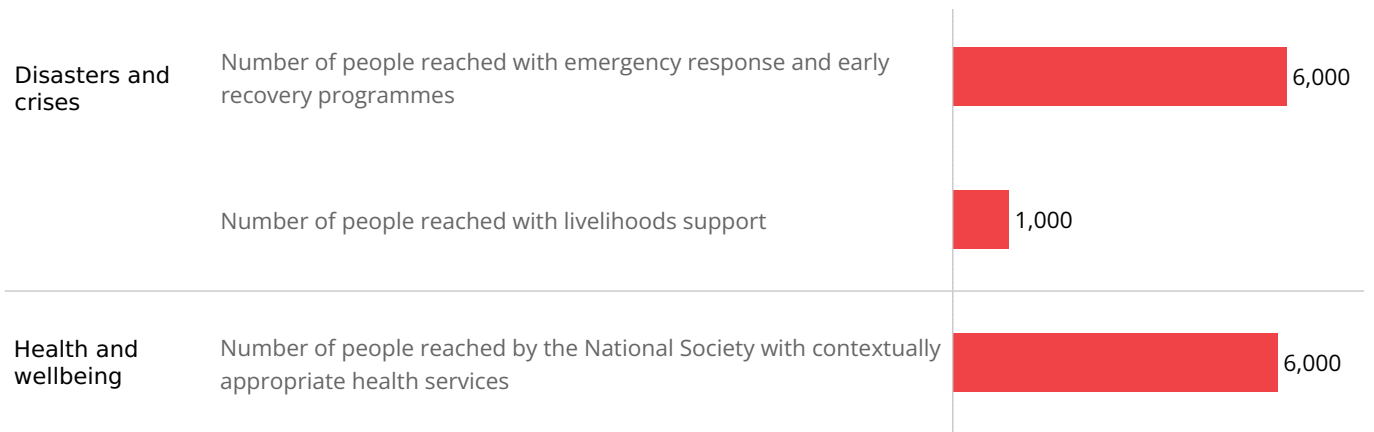 Disasters and
crises
Number of people reached with emergency response and early
recovery programmes
6,000
Number of people reached with livelihoods support
1,000
Health and
wellbeing
Number of people reached by the National Society with contextually
appropriate health services
6,000